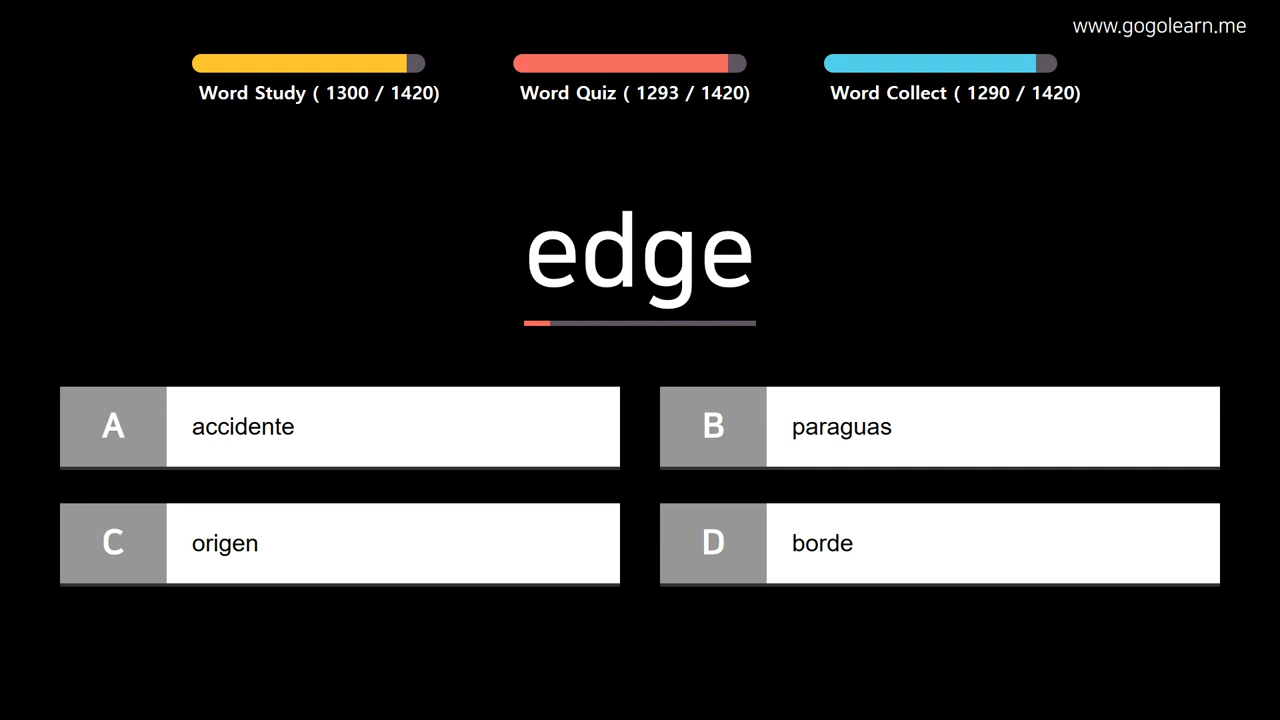 www.gogolearn.me
Word Study ( 1300 / 1420)
Word Quiz ( 1293 / 1420)
Word Collect ( 1290 / 1420)
edge
A accidente
B paraguas
C origen
D borde